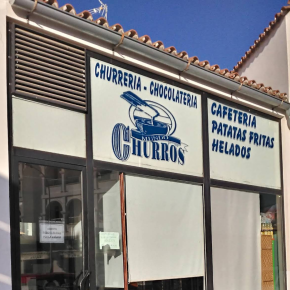 CHURRERIA - CHOCOLATERIA
CHURROS
CAFETERIA
PATATAS FRITAS
HELADOS